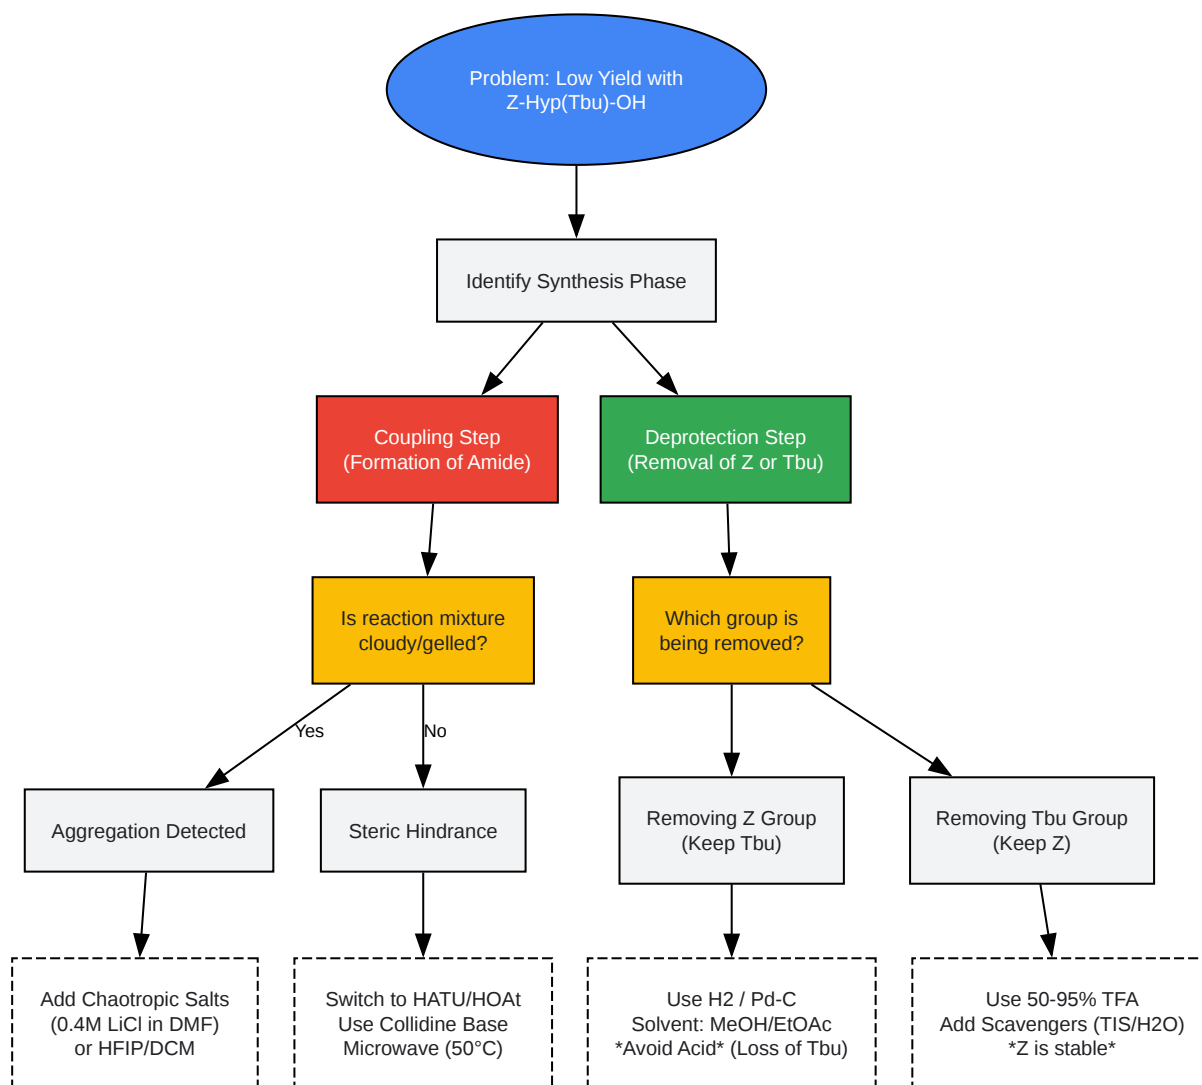 Problem: Low Yield with
Z-Hyp(Tbu)-OH
Identify Synthesis Phase
Coupling Step
(Formation of Amide)
Deprotection Step
(Removal of Z or Tbu)
Is reaction mixture
cloudy/gelled?
Which group is
being removed?
Yes
No
Aggregation Detected
Steric Hindrance
Removing Z Group
(Keep Tbu)
Removing Tbu Group
(Keep Z)
Add Chaotropic Salts
(0.4M LiCl in DMF)
or HFIP/DCM
Switch to HATU/HOAt
Use Collidine Base
Microwave (50°C)
Use H2 / Pd-C
Solvent: MeOH/EtOAc
*Avoid Acid* (Loss of Tbu)
Use 50-95% TFA
Add Scavengers (TIS/H2O)
*Z is stable*